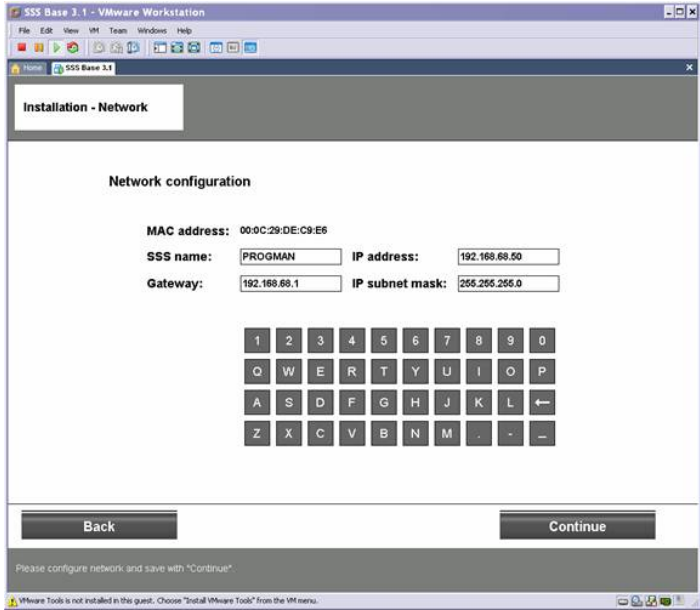 SSS Base 3.1 - VMware Workstation
File Edit View VM Team Windows Help
Home SSS Base 3.1
Installation - Network
Network configuration
MAC address: 00:0C:29:DE:C9:E6
SSS name: PROGMAN IP address: 192.168.68.50
Gateway: 192.168.68.1 IP subnet mask: 255.255.255.0
1 2 3 4 5 6 7 8 9 0
Q W E R T Y U I O P
A S D F G H J K L ←
Z X C V B N M . - _
Back Continue
Please configure network and save with "Continue".
VMware Tools is not installed in this guest. Choose "Install VMware Tools" from the VM menu.